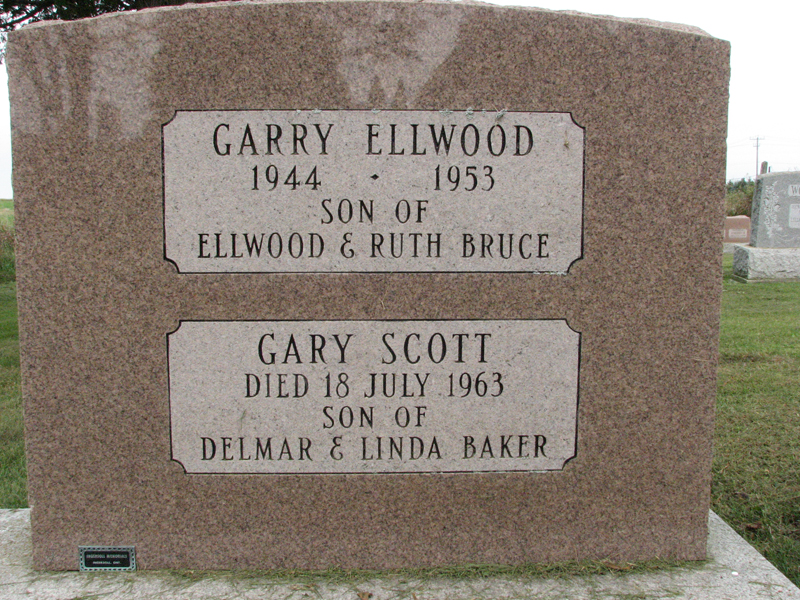 GARRY ELLWOOD
1944 • 1953
SON OF
ELLWOOD & RUTH BRUCE
GARY SCOTT
DIED 18 JULY 1963
SON OF
DELMAR & LINDA BAKER